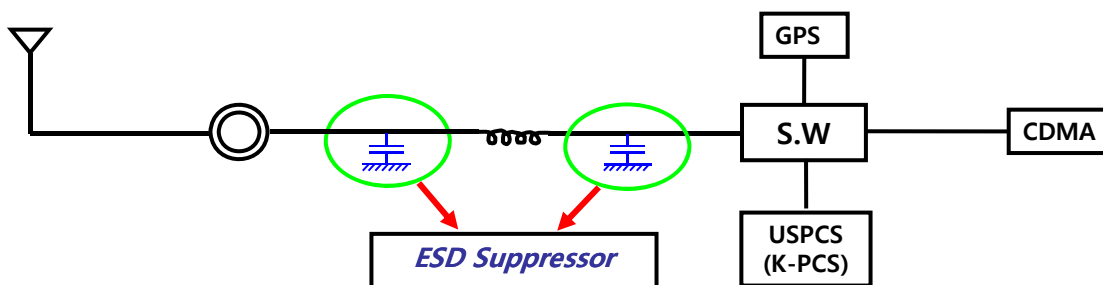 GPS
S.W
CDMA
ESD Suppressor
USPCS
(K-PCS)